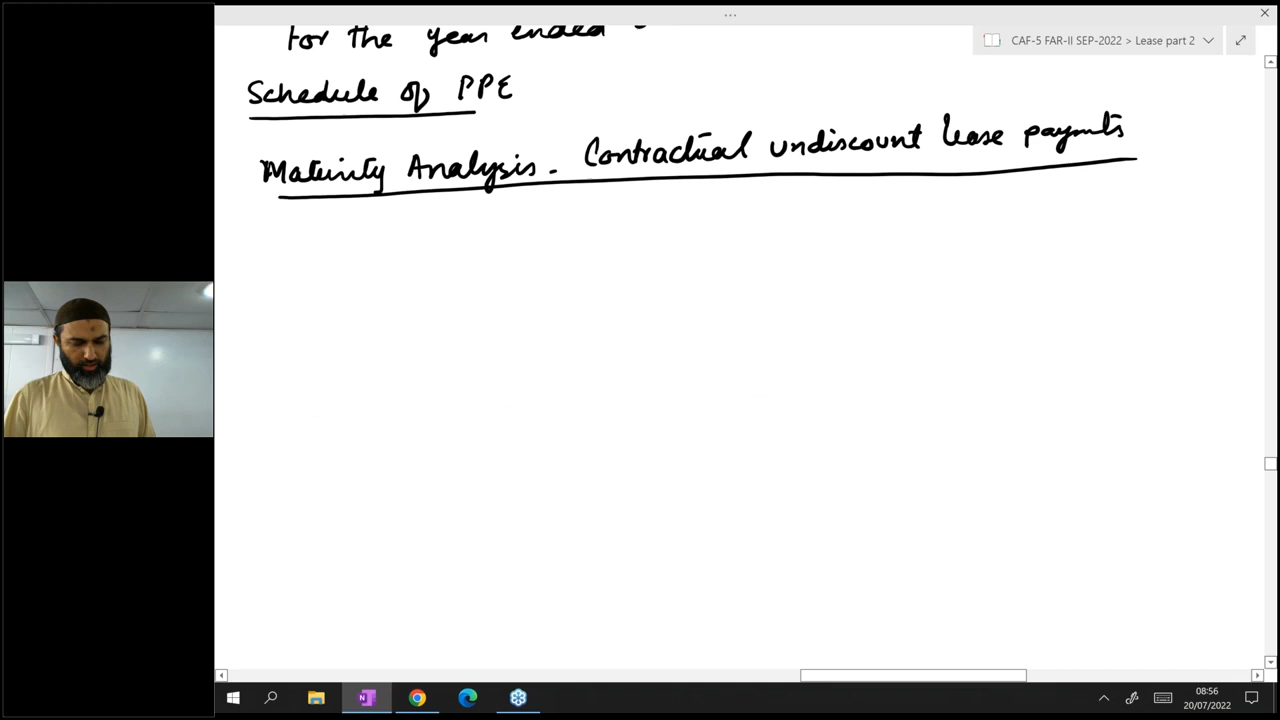 For the year ended
CAF-5 FAR-II SEP-2022 > Lease part 2
Schedule of PPE
Maturity Analysis. Contractual undiscount lease payments
08:56
20/07/2022